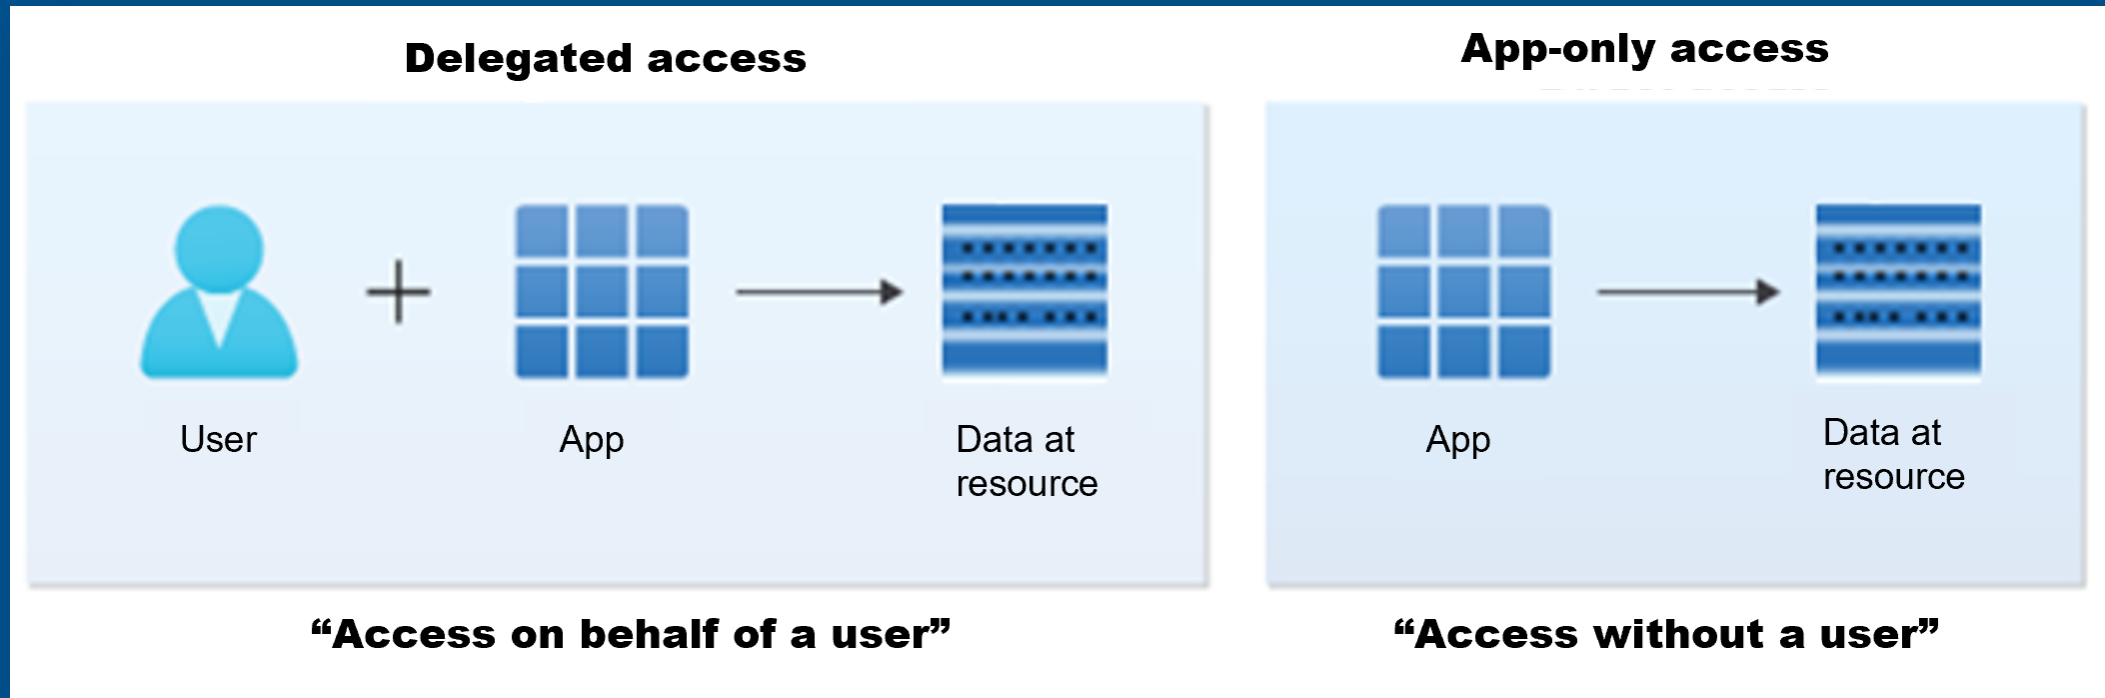 Delegated access
User
App
Data at
resource
“Access on behalf of a user”
App-only access
App
Data at
resource
“Access without a user”